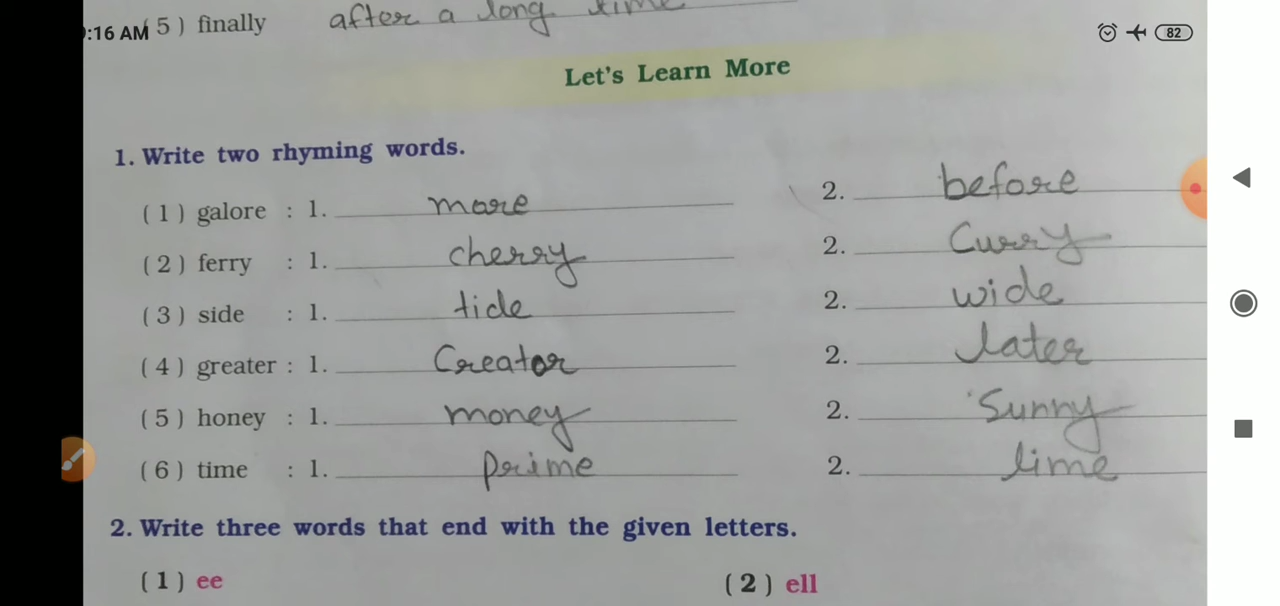 (5) finally after a long time
:16 AM 82
Let's Learn More
1. Write two rhyming words.
(1) galore : 1. more 2. before
(2) ferry : 1. cherry 2. Curry
(3) side : 1. tide 2. wide
(4) greater : 1. Creator 2. later
(5) honey : 1. money 2. Sunny
(6) time : 1. prime 2. lime
2. Write three words that end with the given letters.
(1) ee (2) ell